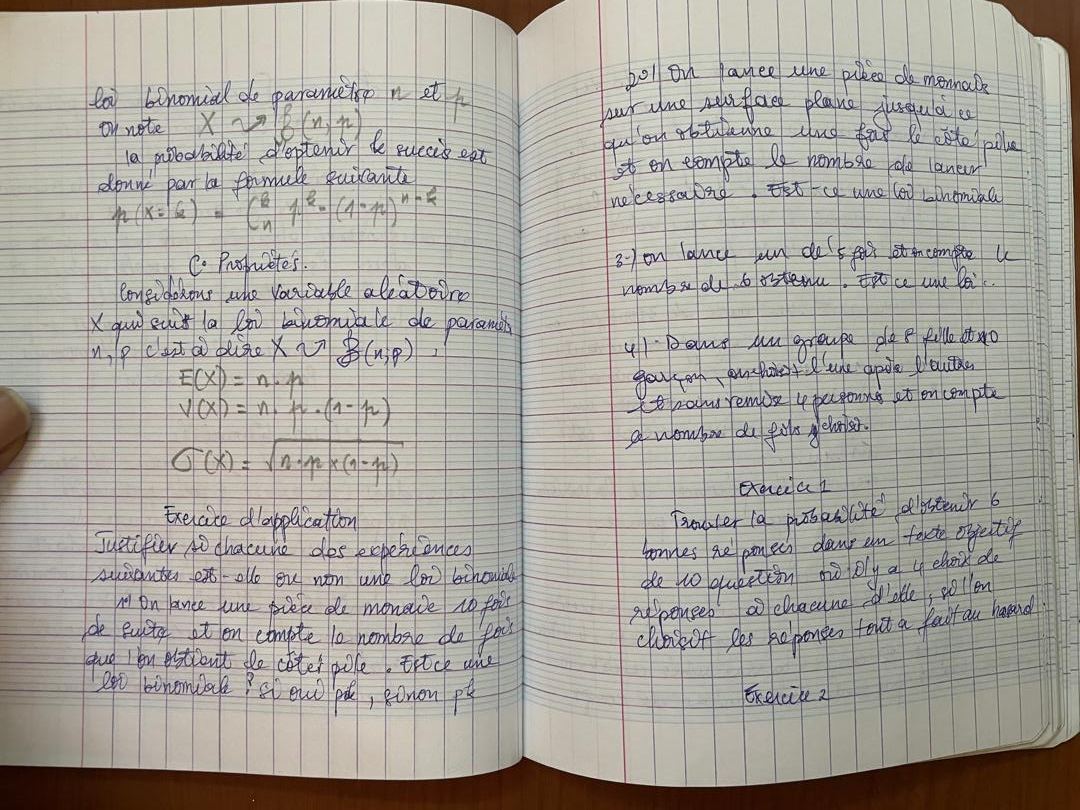 loi binomial de paramètre n et p
on note X ↝ B(n, p)
la probabilité d'optenir le succès est
donné par la formule suivante
p(X=k) = C_n^k p^k · (1-p)^{n-k}
C. Propriétés.
Considérons une variable aléatoire
X qui suit la loi binomiale de paramètr
n, p c'est à dire X ↝ B(n, p) :
E(X) = n · p
V(X) = n · p · (1-p)
σ(X) = √(n·p×(1-p))
Exercice d'application
Justifier si chacune des expériences
suivantes est-elle ou non une loi binomiale
1°/ On lance une pièce de monaie 10 fois
de suite et on compte le nombre de fois
que l'on obtient le côter pile. Est ce une
loi binomiale ? si oui pk, sinon pk
2°/ On lance une pièce de monnaie
sur une surface plane jusqu'à ce
qu'on obtienne une fois le côté pile
et on compte le nombre de lancer
nécessaire. Est-ce une loi binomiale
3-) on lance un dé 5 fois et on compte le
nombre de 6 obtenu. Est ce une loi..
4)- Dans un groupe de 8 fille et 10
garçon, on choisit l'une après l'autre
et sans remise 4 personne et on compte
le nombre de fois choisir.
Exercice 1
Trouver la probabilité d'obtenir 6
bonnes réponses dans un texte objectif
de 10 question où il y a 4 choix de
réponses à chacune d'elle, si l'on
choisit les réponses tout à fait au hasard
Exercice 2